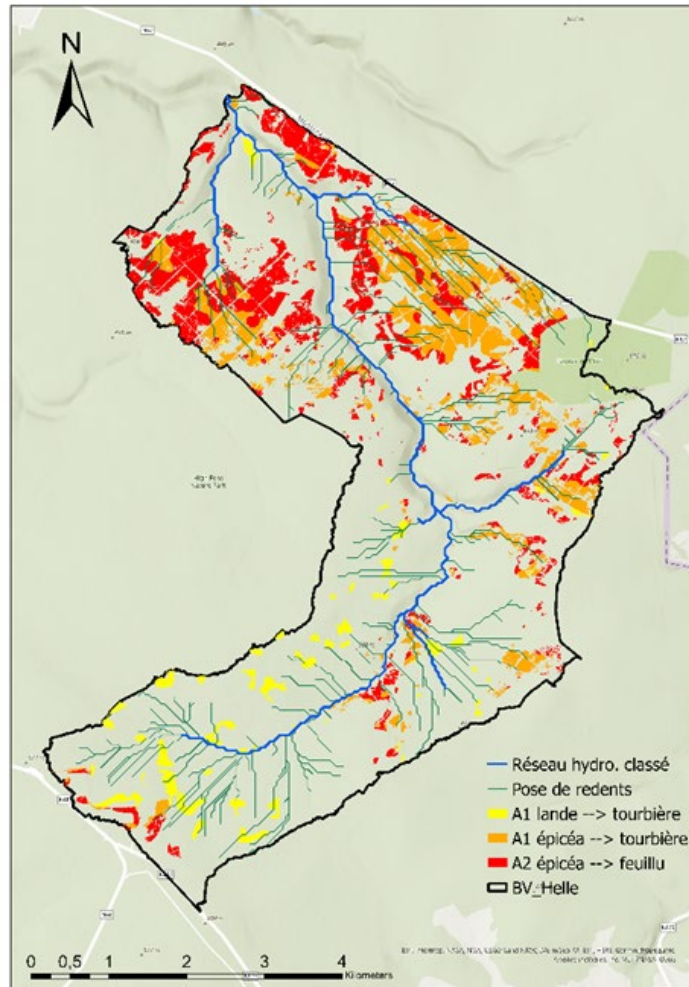 N
Réseau hydro. classé
Pose de redents
A1 lande --> tourbière
A1 épicéa --> tourbière
A2 épicéa --> feuillu
BV_Helle
0 0,5 1 2 3 4
Kilometers